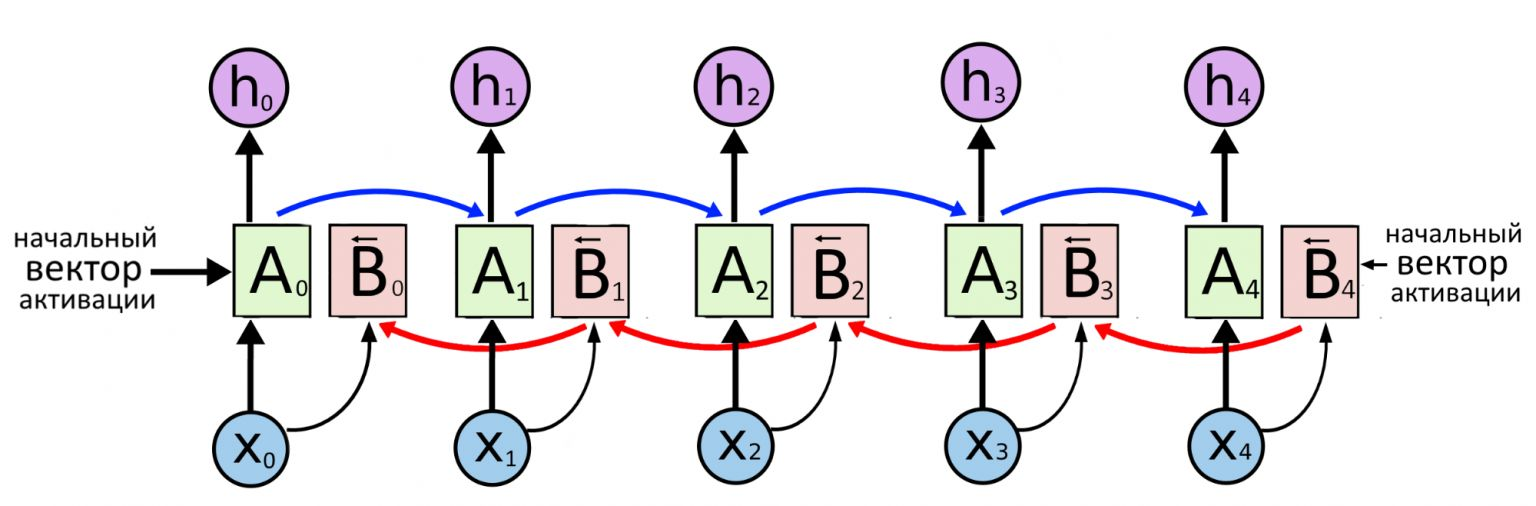 h₀ h₁ h₂ h₃ h₄
начальный
вектор
активации
A₀ B₀ A₁ B₁ A₂ B₂ A₃ B₃ A₄ B₄
начальный
вектор
активации
x₀ x₁ x₂ x₃ x₄